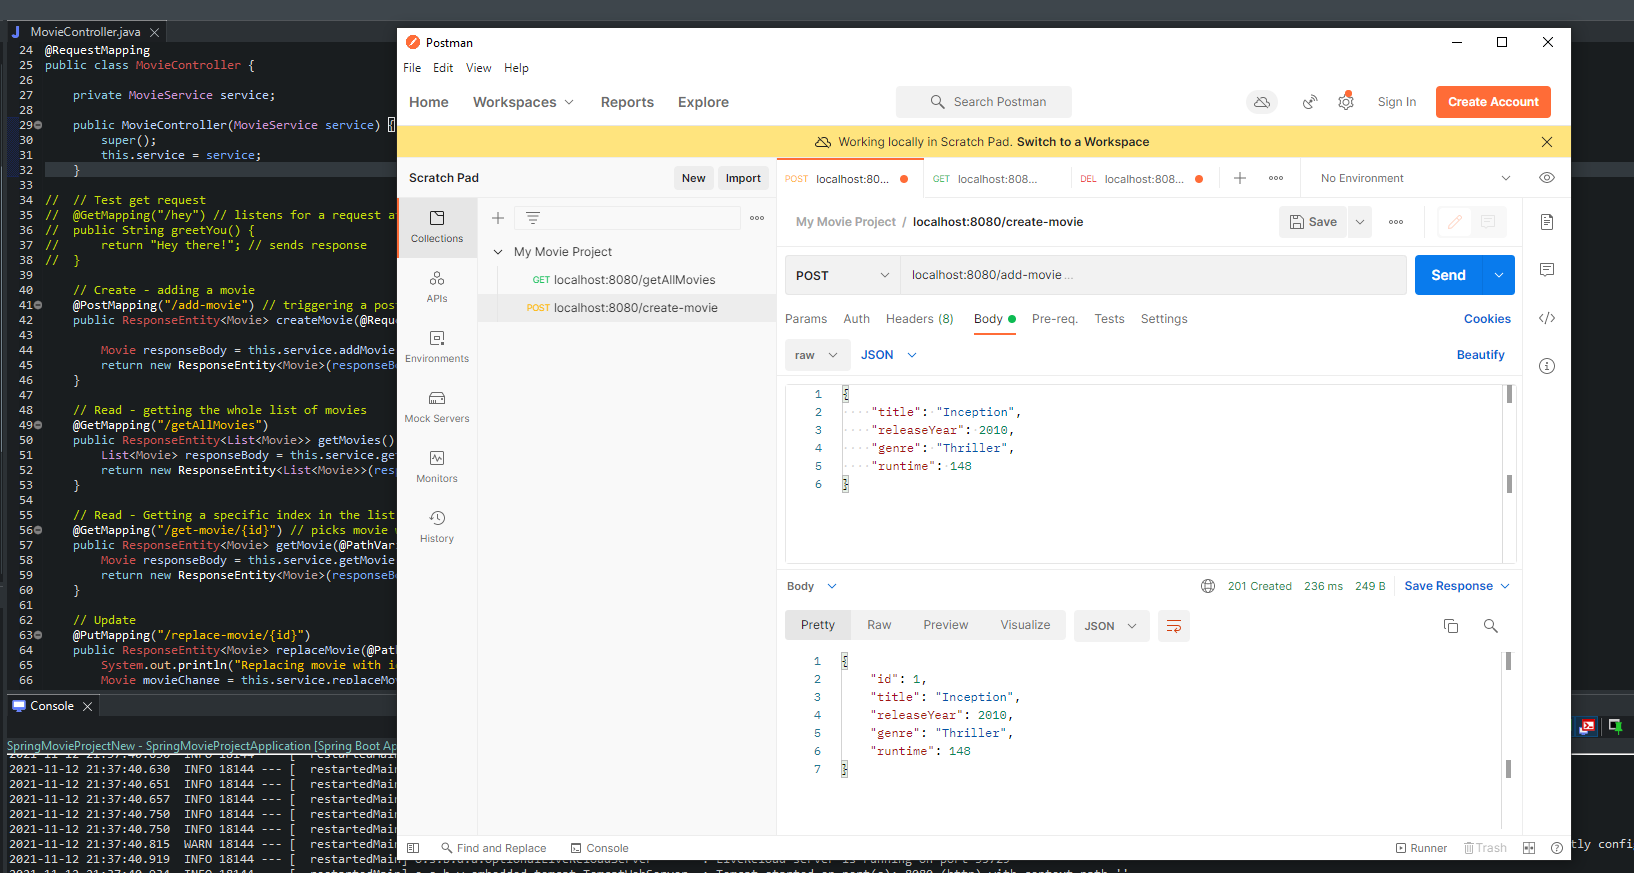 MovieController.java
24 @RequestMapping
25 public class MovieController {
26
27 private MovieService service;
28
29 public MovieController(MovieService service) {
30 super();
31 this.service = service;
32 }
33
34 // // Test get request
35 // @GetMapping("/hey") // listens for a request a
36 // public String greetYou() {
37 // return "Hey there!"; // sends response
38 // }
39
40 // Create - adding a movie
41 @PostMapping("/add-movie") // triggering a pos
42 public ResponseEntity<Movie> createMovie(@Requ
43
44 Movie responseBody = this.service.addMovie
45 return new ResponseEntity<Movie>(responseB
46 }
47
48 // Read - getting the whole list of movies
49 @GetMapping("/getAllMovies")
50 public ResponseEntity<List<Movie>> getMovies()
51 List<Movie> responseBody = this.service.ge
52 return new ResponseEntity<List<Movie>>(res
53 }
54
55 // Read - Getting a specific index in the list
56 @GetMapping("/get-movie/{id}") // picks movie
57 public ResponseEntity<Movie> getMovie(@PathVar
58 Movie responseBody = this.service.getMovie
59 return new ResponseEntity<Movie>(responseB
60 }
61
62 // Update
63 @PutMapping("/replace-movie/{id}")
64 public ResponseEntity<Movie> replaceMovie(@Pat
65 System.out.println("Replacing movie with i
66 Movie movieChange = this.service.replaceMo
Console
SpringMovieProjectNew - SpringMovieProjectApplication [Spring Boot Ap
2021-11-12 21:37:40.630 INFO 18144 --- [ restartedMai
2021-11-12 21:37:40.651 INFO 18144 --- [ restartedMai
2021-11-12 21:37:40.657 INFO 18144 --- [ restartedMai
2021-11-12 21:37:40.750 INFO 18144 --- [ restartedMai
2021-11-12 21:37:40.750 INFO 18144 --- [ restartedMai
2021-11-12 21:37:40.815 WARN 18144 --- [ restartedMai
tly confi
2021-11-12 21:37:40.919 INFO 18144 --- [ restartedMai
Postman
File Edit View Help
Home Workspaces Reports Explore
Search Postman
Sign In
Create Account
Working locally in Scratch Pad. Switch to a Workspace
Scratch Pad
New
Import
Collections
APIs
Environments
Mock Servers
Monitors
History
My Movie Project
GET localhost:8080/getAllMovies
POST localhost:8080/create-movie
POST localhost:80...
GET localhost:808...
DEL localhost:808...
No Environment
My Movie Project / localhost:8080/create-movie
Save
POST
localhost:8080/add-movie
Send
Params Auth Headers (8) Body Pre-req. Tests Settings
Cookies
raw JSON
Beautify
1 {
2 "title": "Inception",
3 "releaseYear": 2010,
4 "genre": "Thriller",
5 "runtime": 148
6 }
Body
201 Created 236 ms 249 B Save Response
Pretty Raw Preview Visualize JSON
1 {
2 "id": 1,
3 "title": "Inception",
4 "releaseYear": 2010,
5 "genre": "Thriller",
6 "runtime": 148
7 }
Find and Replace Console
Runner Trash